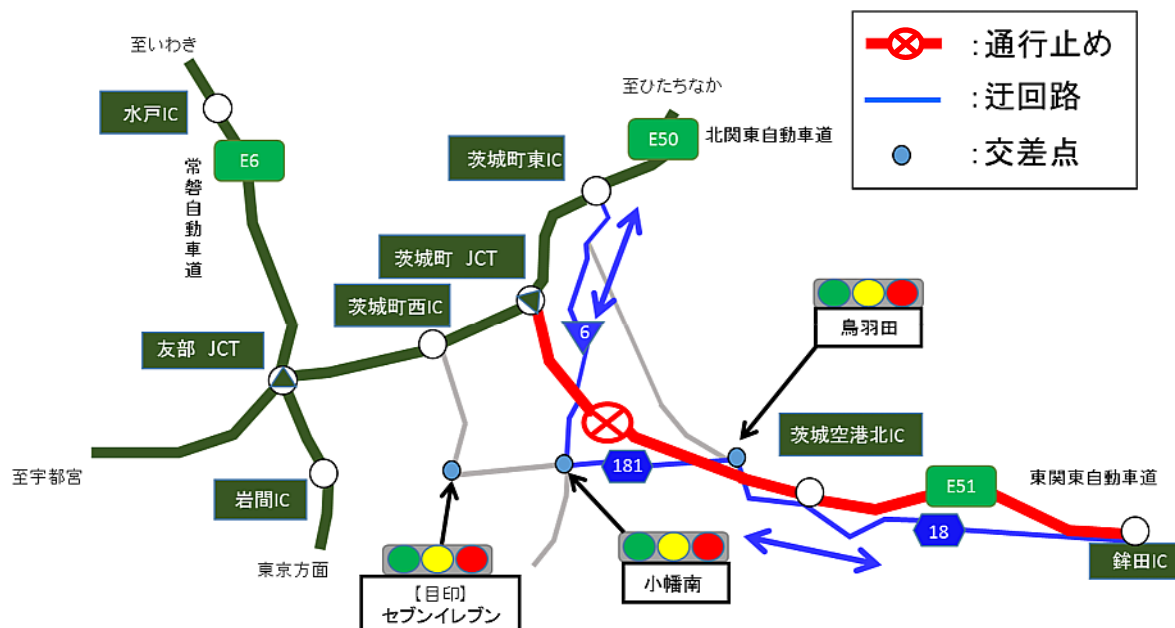 至いわき
水戸IC
E6
常磐自動車道
至ひたちなか
E50
北関東自動車道
茨城町東IC
：通行止め
：迂回路
：交差点
茨城町 JCT
茨城町西IC
友部 JCT
6
鳥羽田
茨城空港北IC
至宇都宮
岩間IC
東京方面
181
E51
東関東自動車道
18
鉾田IC
【目印】
セブンイレブン
小幡南